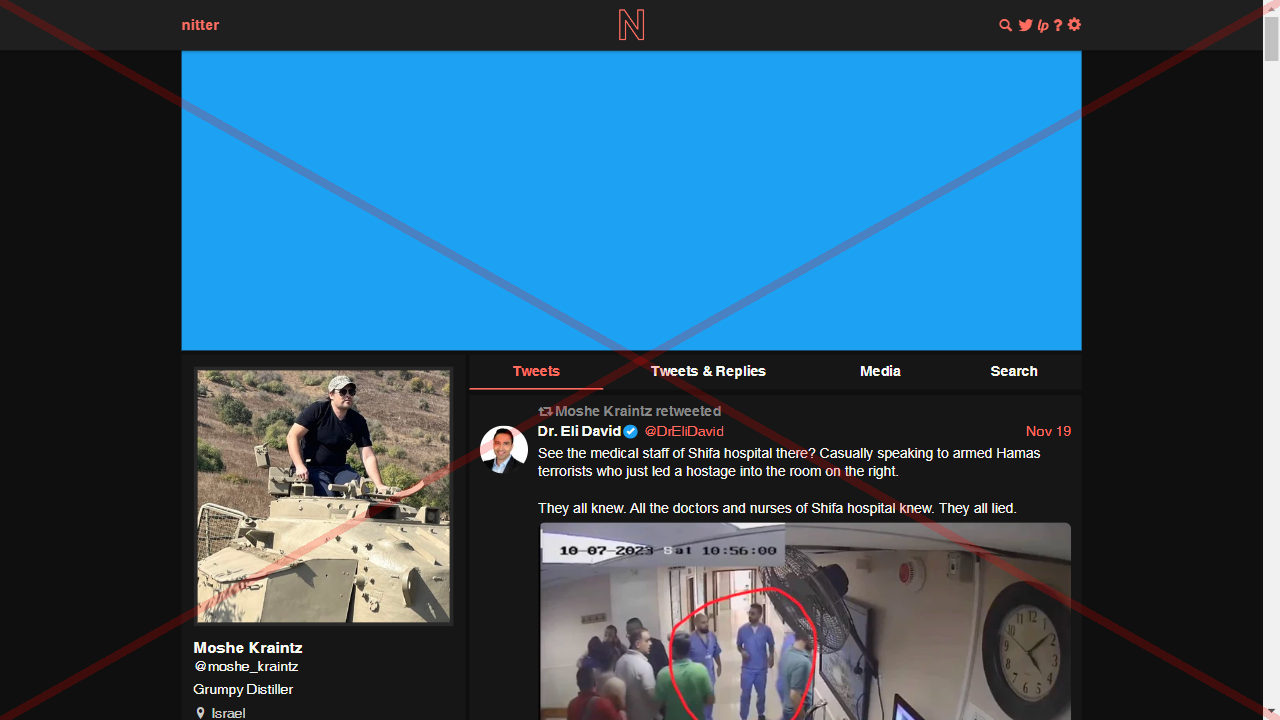 nitter
Tweets Tweets & Replies Media Search
Moshe Kraintz retweeted
Dr. Eli David @DrEliDavid Nov 19
See the medical staff of Shifa hospital there? Casually speaking to armed Hamas
terrorists who just led a hostage into the room on the right.
They all knew. All the doctors and nurses of Shifa hospital knew. They all lied.
10-07-2023 Sat 10:56:00
Moshe Kraintz
@moshe_kraintz
Grumpy Distiller
Israel